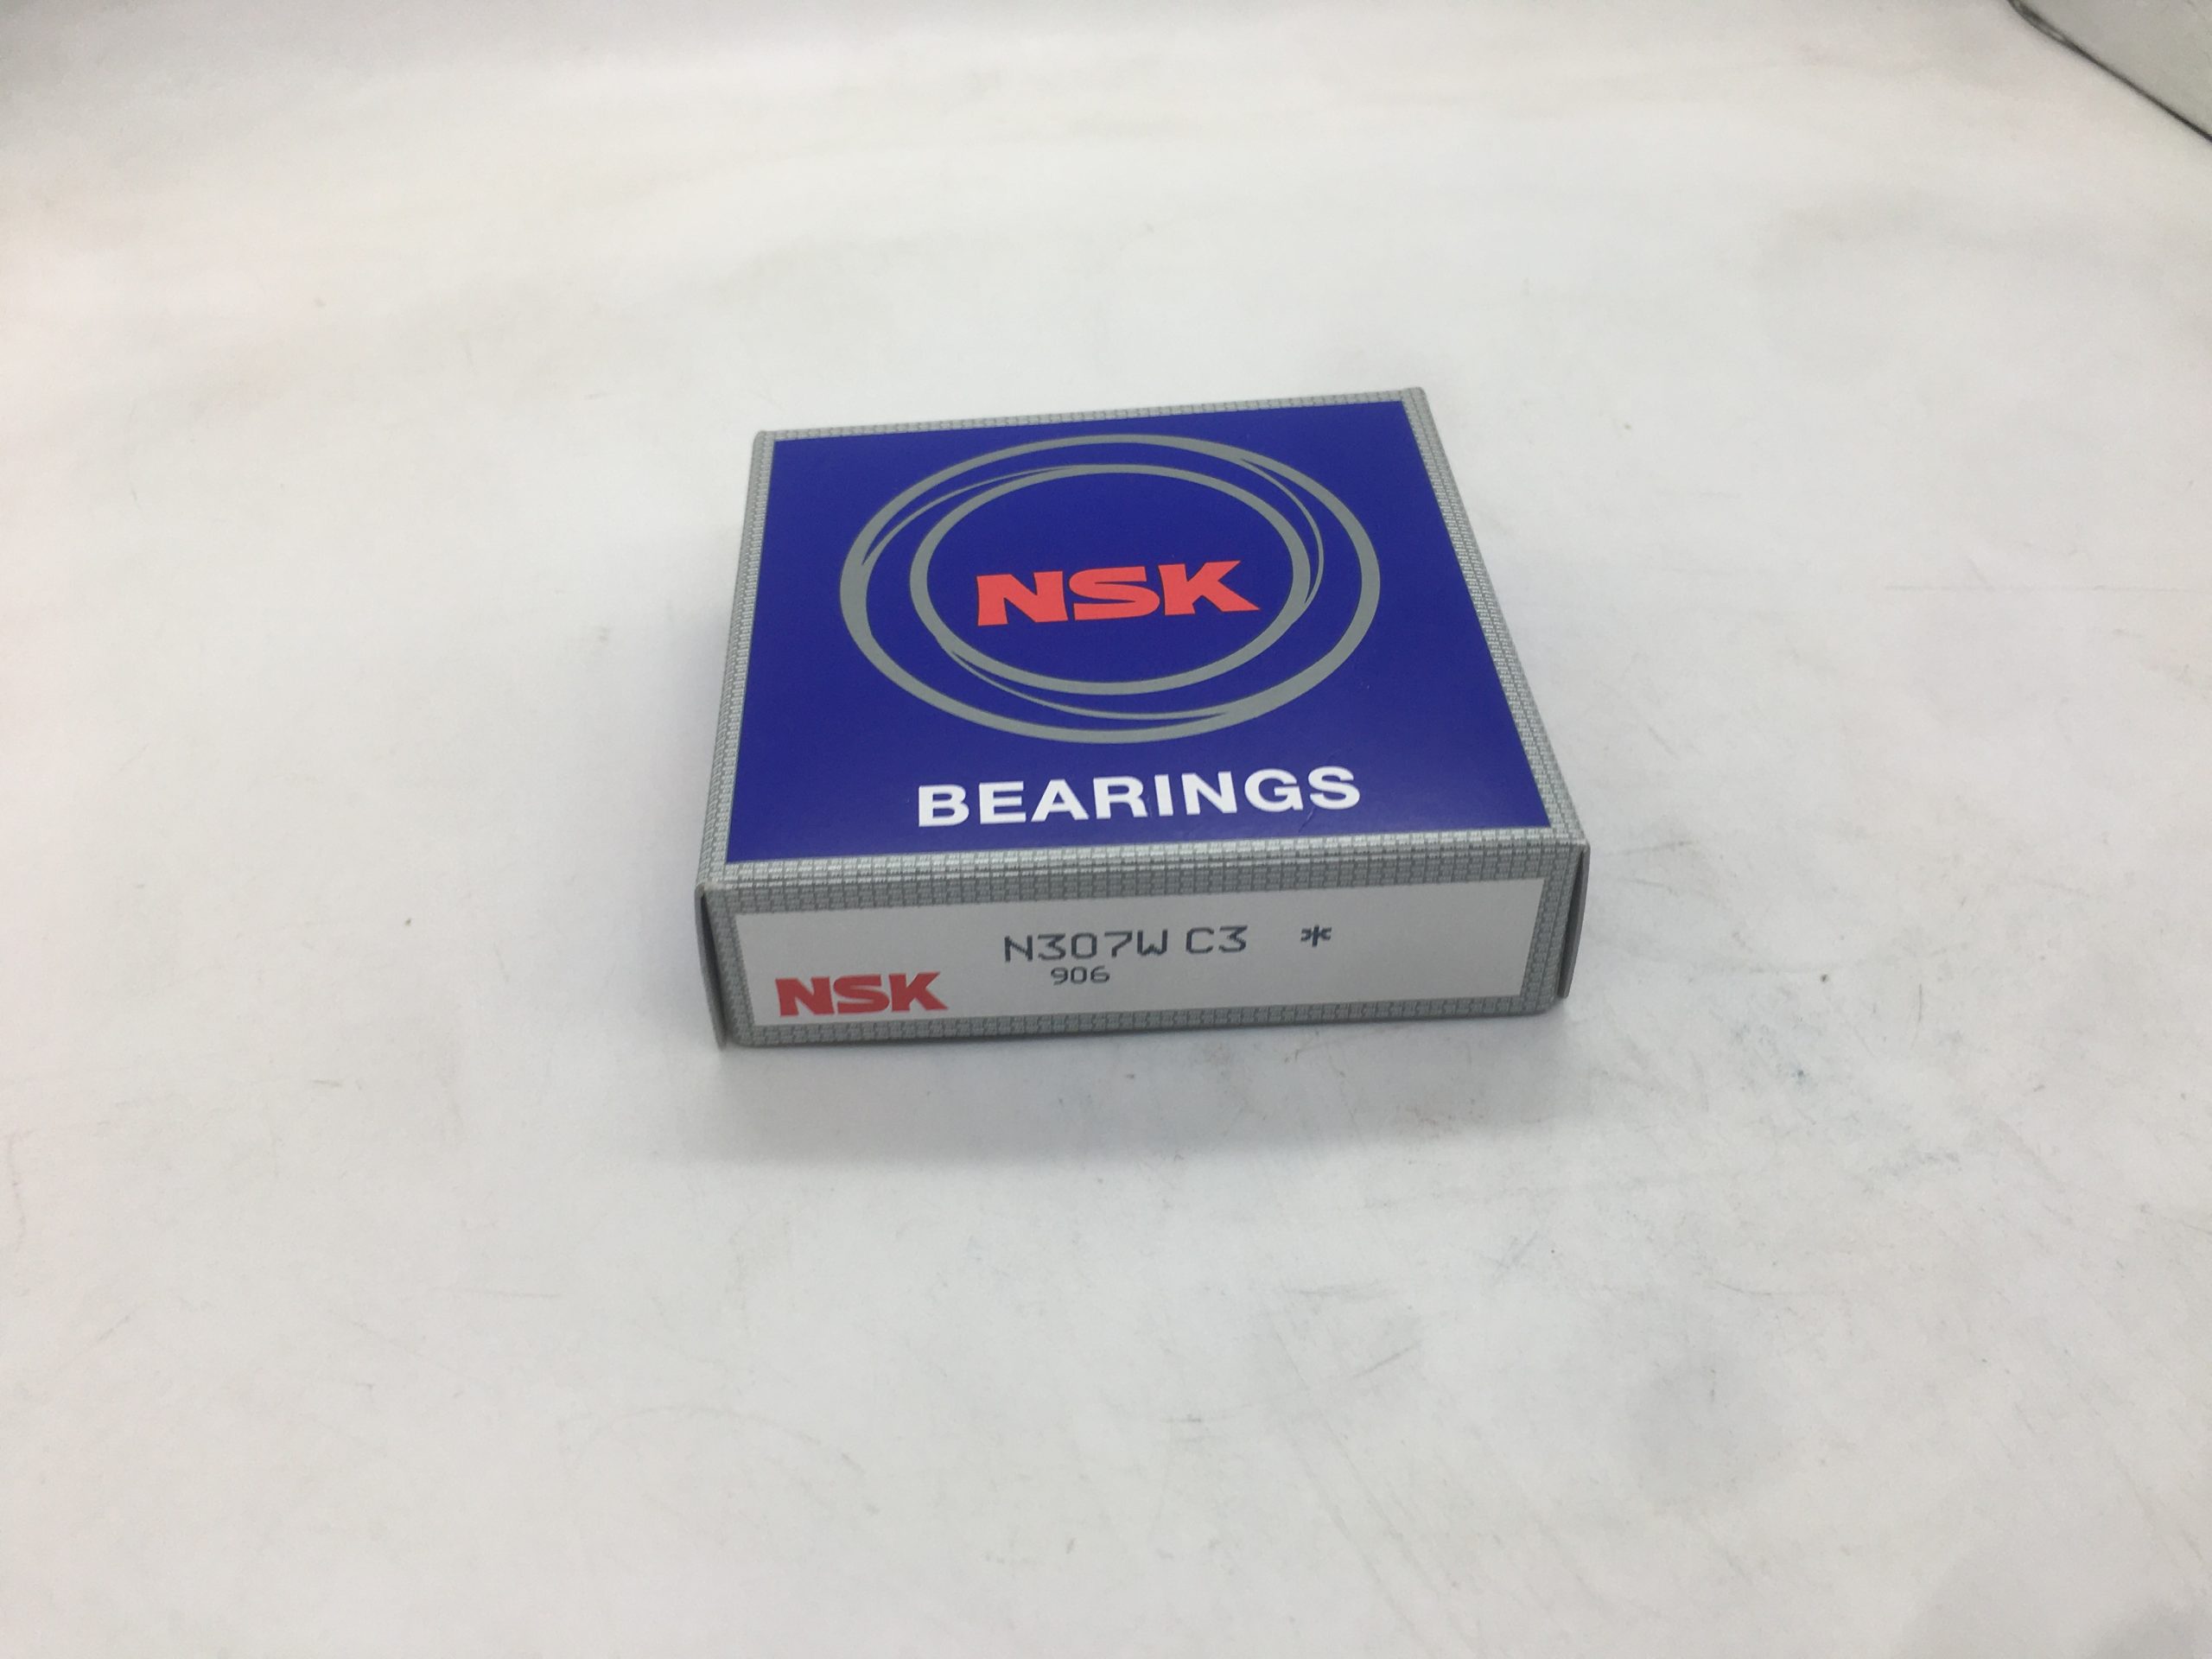 NSK
BEARINGS
N307W C3 *
906
NSK